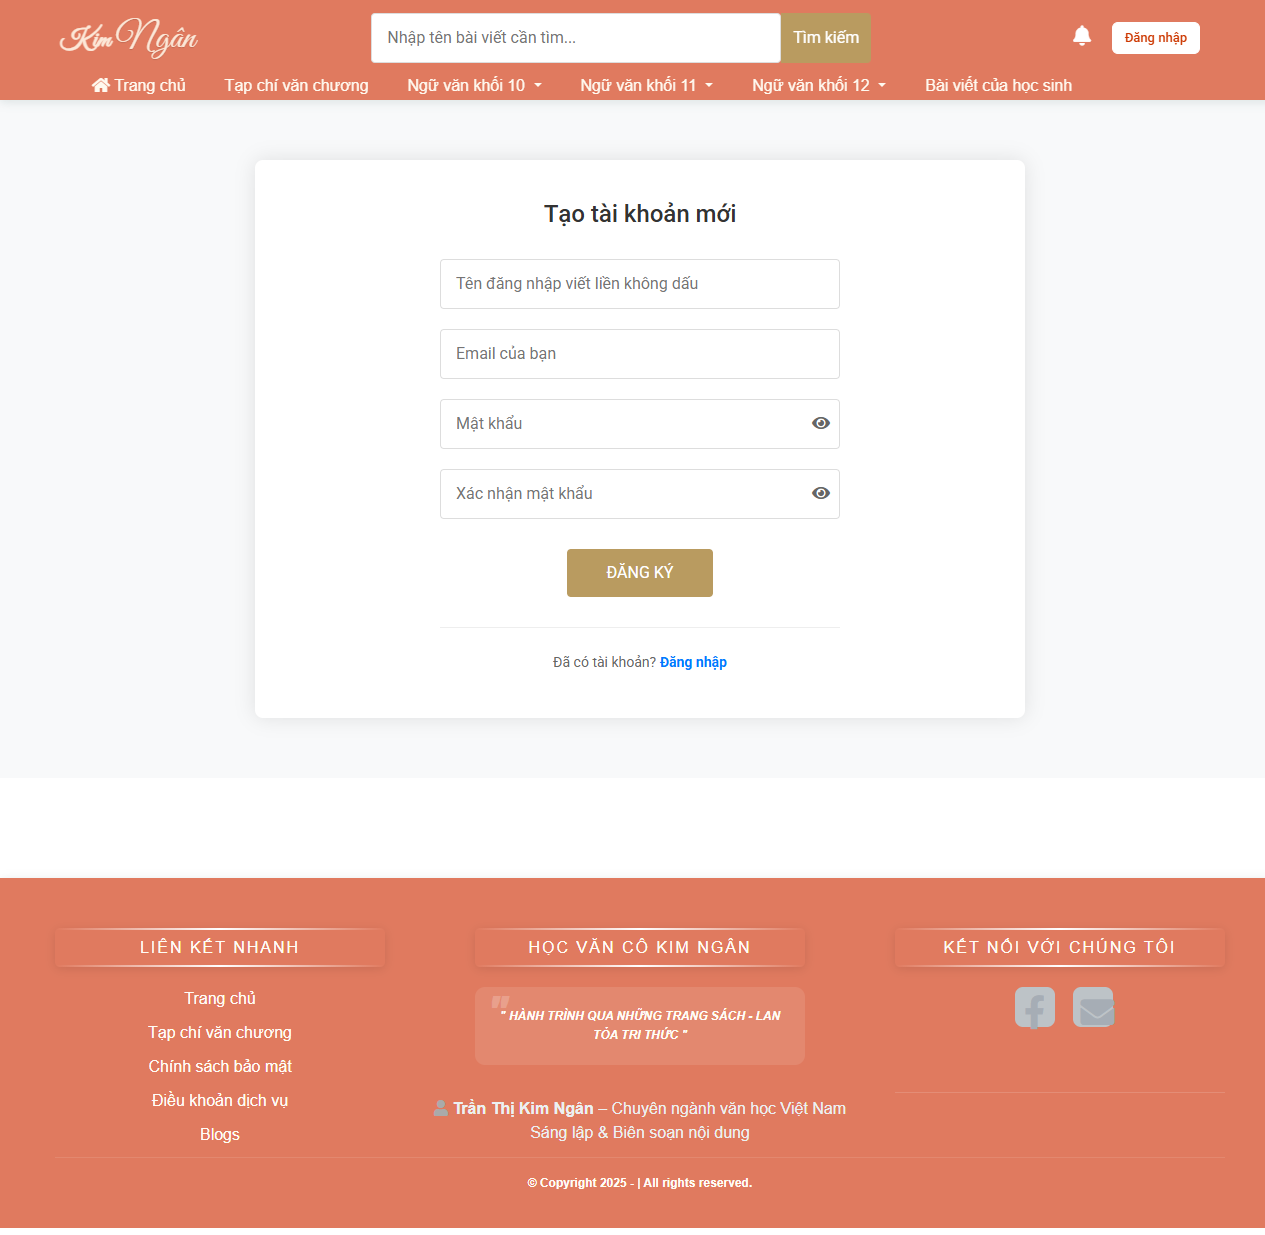 Kim Ngân
Nhập tên bài viết cần tìm...
Tìm kiếm
Đăng nhập
Trang chủ
Tạp chí văn chương
Ngữ văn khối 10
Ngữ văn khối 11
Ngữ văn khối 12
Bài viết của học sinh
Tạo tài khoản mới
Tên đăng nhập viết liền không dấu
Email của bạn
Mật khẩu
Xác nhận mật khẩu
ĐĂNG KÝ
Đã có tài khoản? Đăng nhập
LIÊN KẾT NHANH
Trang chủ
Tạp chí văn chương
Chính sách bảo mật
Điều khoản dịch vụ
Blogs
HỌC VĂN CÔ KIM NGÂN
" HÀNH TRÌNH QUA NHỮNG TRANG SÁCH - LAN
TỎA TRI THỨC "
Trần Thị Kim Ngân – Chuyên ngành văn học Việt Nam
Sáng lập & Biên soạn nội dung
KẾT NỐI VỚI CHÚNG TÔI
© Copyright 2025 - | All rights reserved.